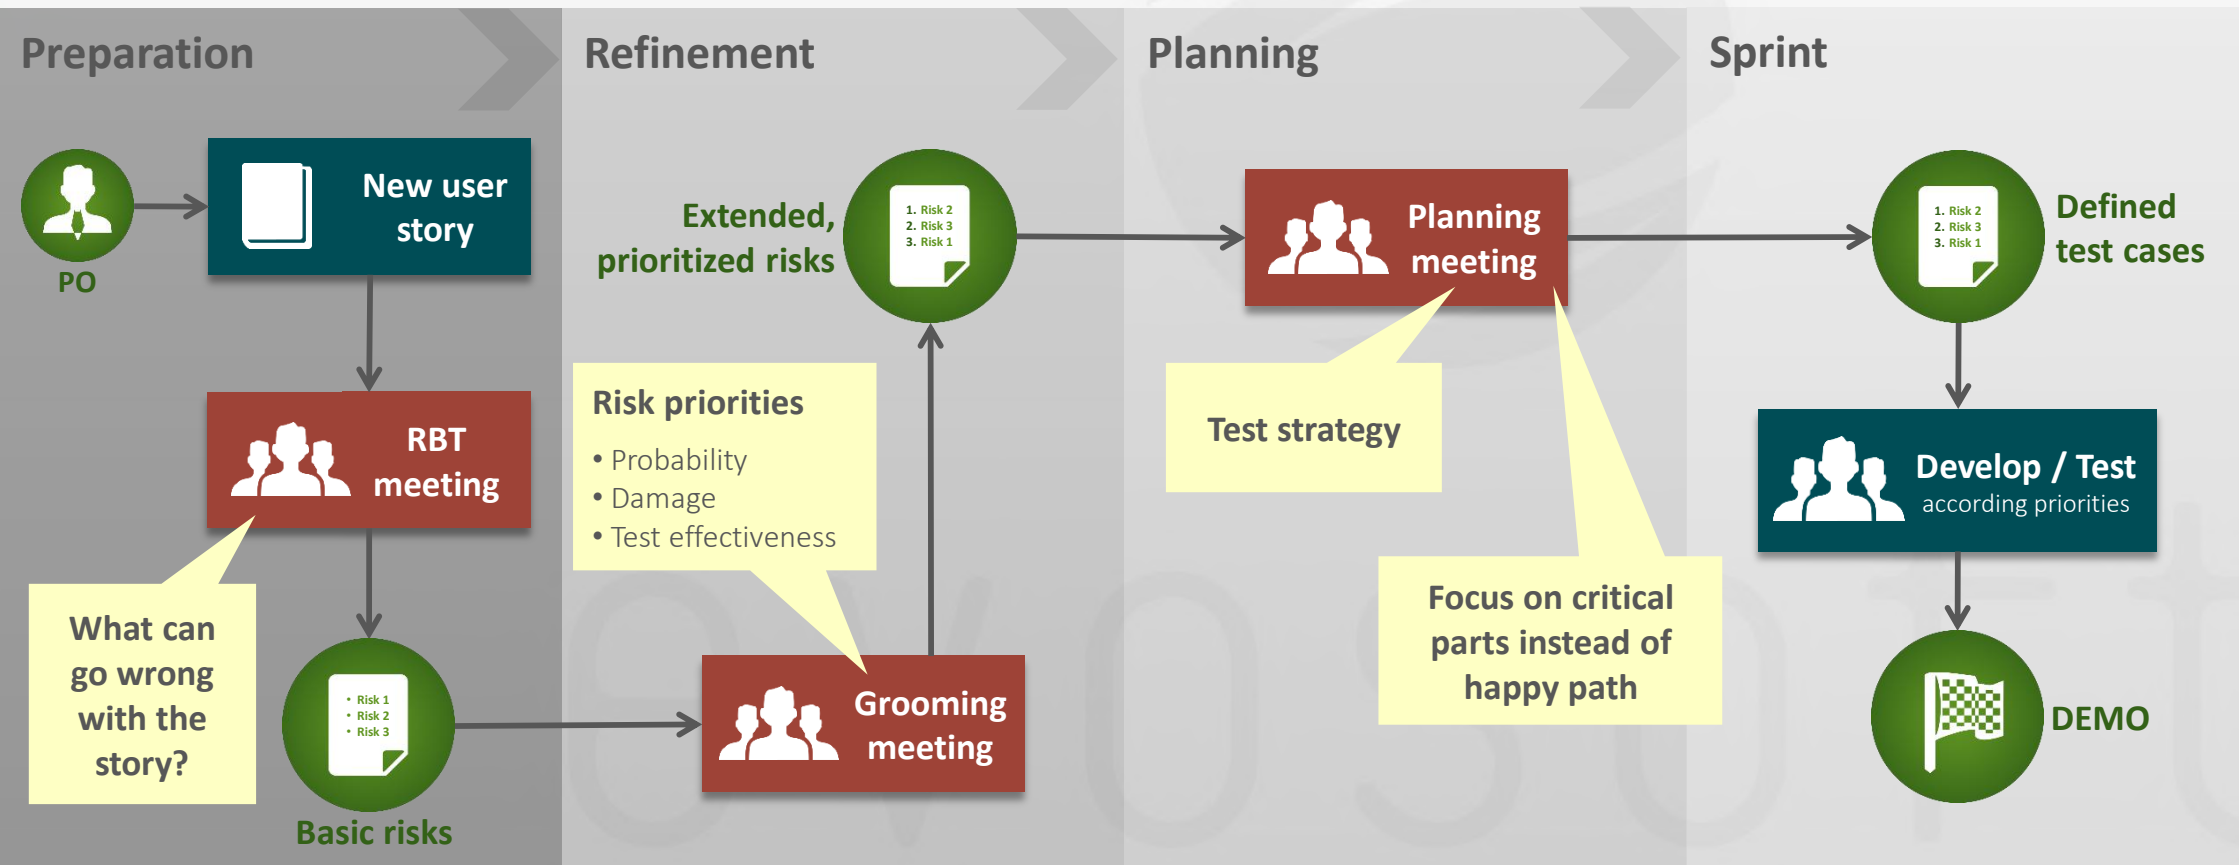 Preparation
PO
New user
story
RBT
meeting
What can
go wrong
with the
story?
• Risk 1
• Risk 2
• Risk 3
Basic risks
Refinement
Extended,
prioritized risks
1. Risk 2
2. Risk 3
3. Risk 1
Risk priorities
• Probability
• Damage
• Test effectiveness
Grooming
meeting
Planning
Planning
meeting
Test strategy
Focus on critical
parts instead of
happy path
Sprint
1. Risk 2
2. Risk 3
3. Risk 1
Defined
test cases
Develop / Test
according priorities
DEMO
evosoft